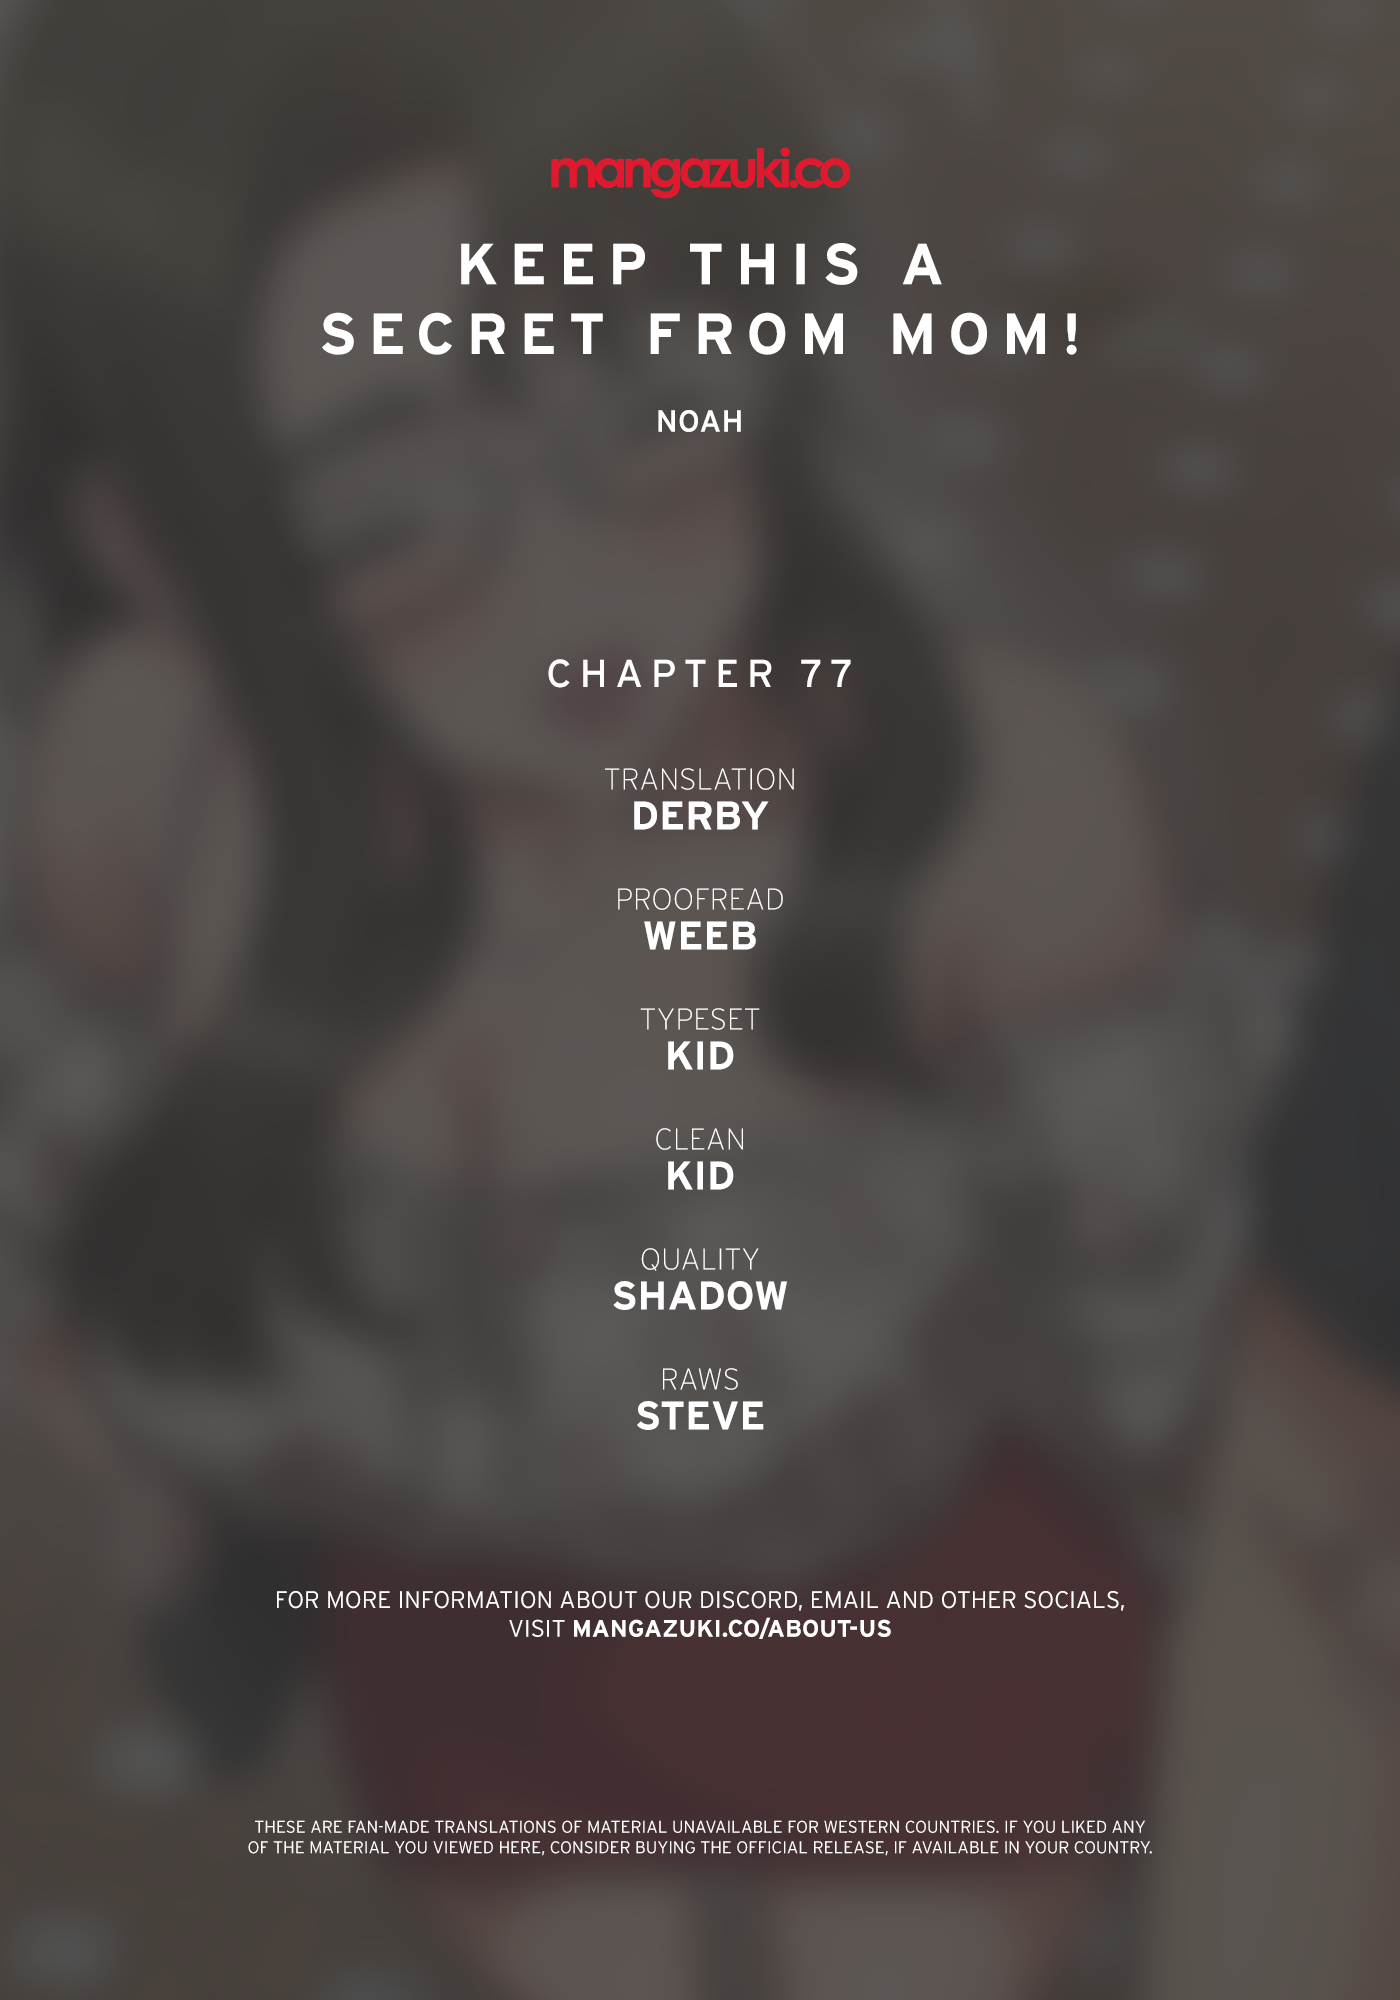 mangazuki.co
KEEP THIS A
SECRET FROM MOM!
NOAH
CHAPTER 77
TRANSLATION
DERBY
PROOFREAD
WEEB
TYPESET
KID
CLEAN
KID
QUALITY
SHADOW
RAWS
STEVE
FOR MORE INFORMATION ABOUT OUR DISCORD, EMAIL AND OTHER SOCIALS,
VISIT MANGAZUKI.CO/ABOUT-US
THESE ARE FAN-MADE TRANSLATIONS OF MATERIAL UNAVAILABLE FOR WESTERN COUNTRIES. IF YOU LIKED ANY
OF THE MATERIAL YOU VIEWED HERE, CONSIDER BUYING THE OFFICIAL RELEASE, IF AVAILABLE IN YOUR COUNTRY.